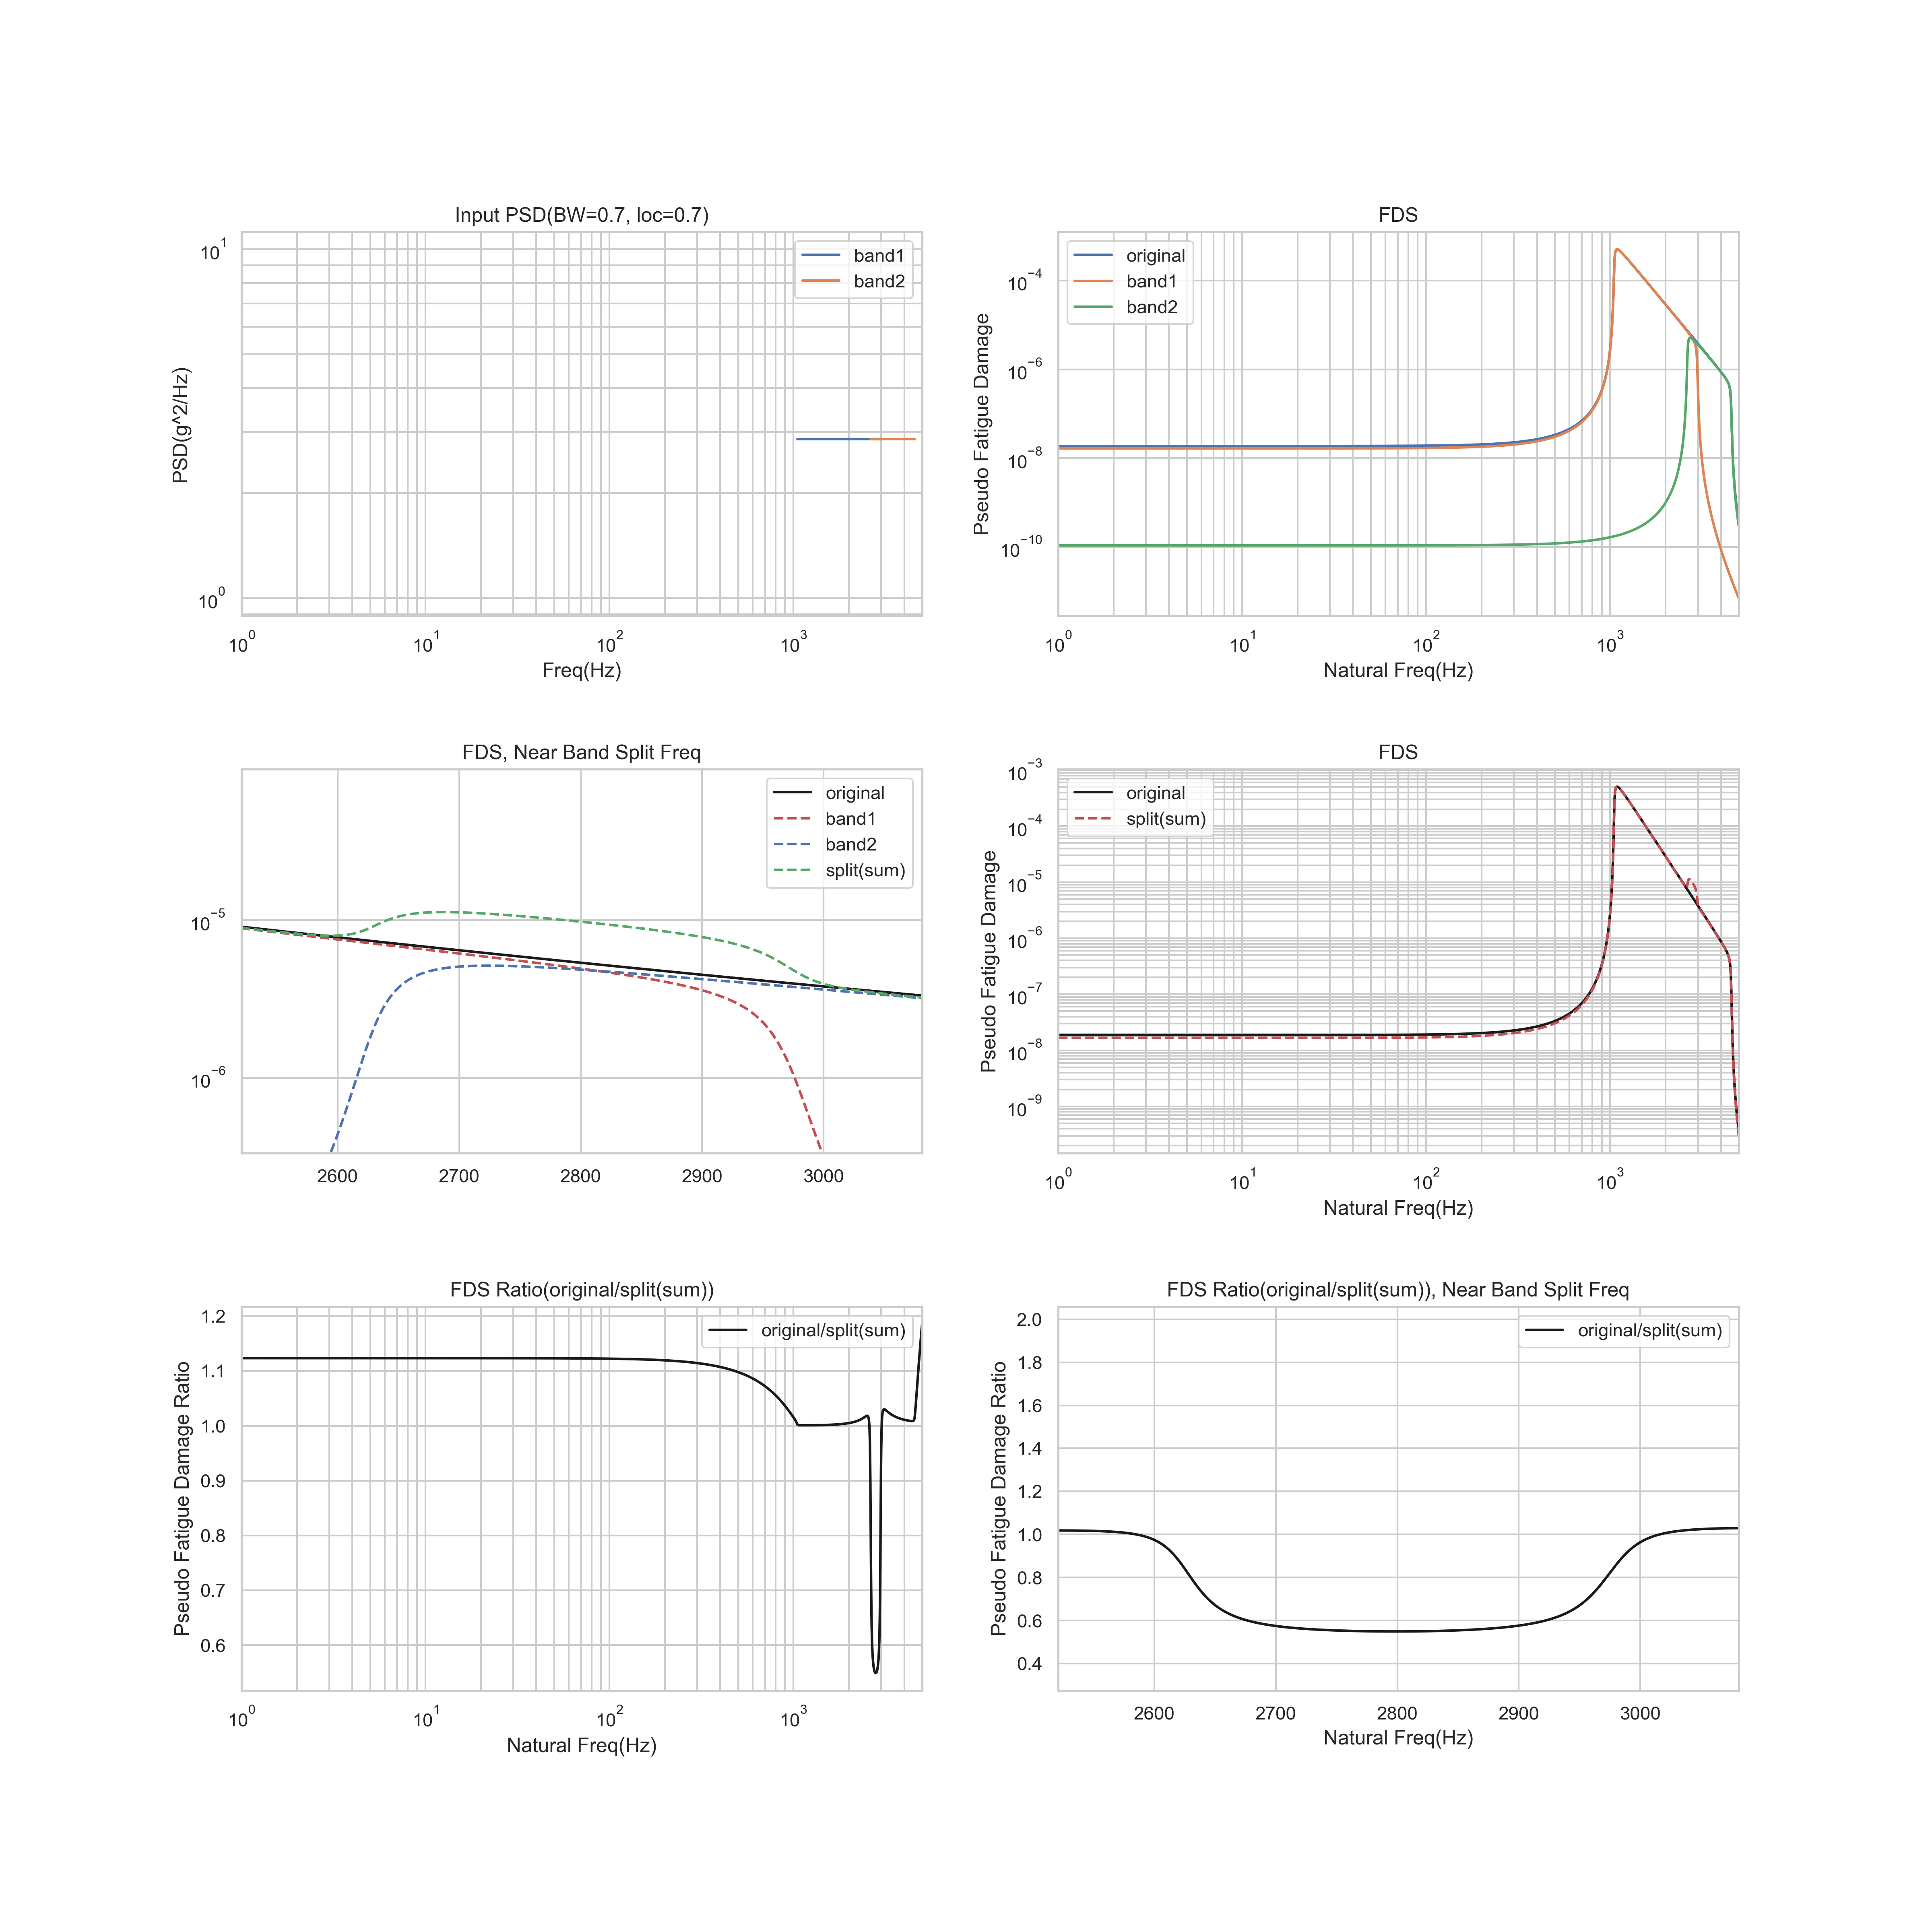 Input PSD(BW=0.7, loc=0.7)
PSD(g^2/Hz)
10^1
10^0
band1
band2
10^0 10^1 10^2 10^3
Freq(Hz)
FDS
Pseudo Fatigue Damage
10^−4
10^−6
10^−8
10^−10
original
band1
band2
10^0 10^1 10^2 10^3
Natural Freq(Hz)
FDS, Near Band Split Freq
10^−5
10^−6
original
band1
band2
split(sum)
2600 2700 2800 2900 3000
FDS
Pseudo Fatigue Damage
10^−3
10^−4
10^−5
10^−6
10^−7
10^−8
10^−9
original
split(sum)
10^0 10^1 10^2 10^3
Natural Freq(Hz)
FDS Ratio(original/split(sum))
Pseudo Fatigue Damage Ratio
1.2
1.1
1.0
0.9
0.8
0.7
0.6
original/split(sum)
10^0 10^1 10^2 10^3
Natural Freq(Hz)
FDS Ratio(original/split(sum)), Near Band Split Freq
Pseudo Fatigue Damage Ratio
2.0
1.8
1.6
1.4
1.2
1.0
0.8
0.6
0.4
original/split(sum)
2600 2700 2800 2900 3000
Natural Freq(Hz)